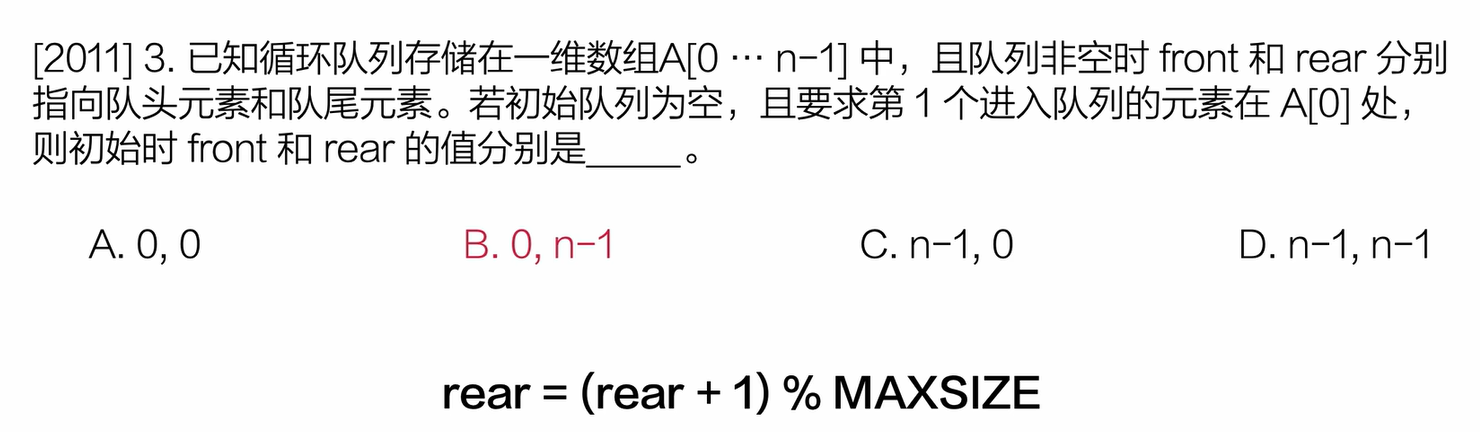 [2011] 3. 已知循环队列存储在一维数组A[0 … n-1] 中，且队列非空时 front 和 rear 分别
指向队头元素和队尾元素。若初始队列为空，且要求第 1 个进入队列的元素在 A[0] 处，
则初始时 front 和 rear 的值分别是_____。
A. 0, 0 B. 0, n-1 C. n-1, 0 D. n-1, n-1
rear = (rear + 1) % MAXSIZE